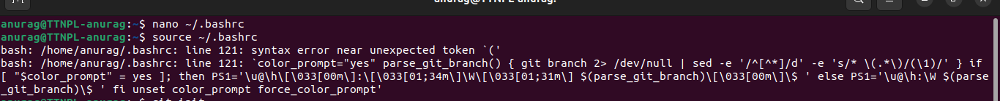 anurag@TTNPL-anurag:~$ nano ~/.bashrc
anurag@TTNPL-anurag:~$ source ~/.bashrc
bash: /home/anurag/.bashrc: line 121: syntax error near unexpected token `('
bash: /home/anurag/.bashrc: line 121: `color_prompt="yes" parse_git_branch() { git branch 2> /dev/null | sed -e '/^[^*]/d' -e 's/* \(.*\)/(\1)/' } if
[ "$color_prompt" = yes ]; then PS1='\u@\h\[\033[00m\]:\[\033[01;34m\]\W\[\033[01;31m\] $(parse_git_branch)\[\033[00m\]\$ ' else PS1='\u@\h:\W $(parse
_git_branch)\$ ' fi unset color_prompt force_color_prompt'